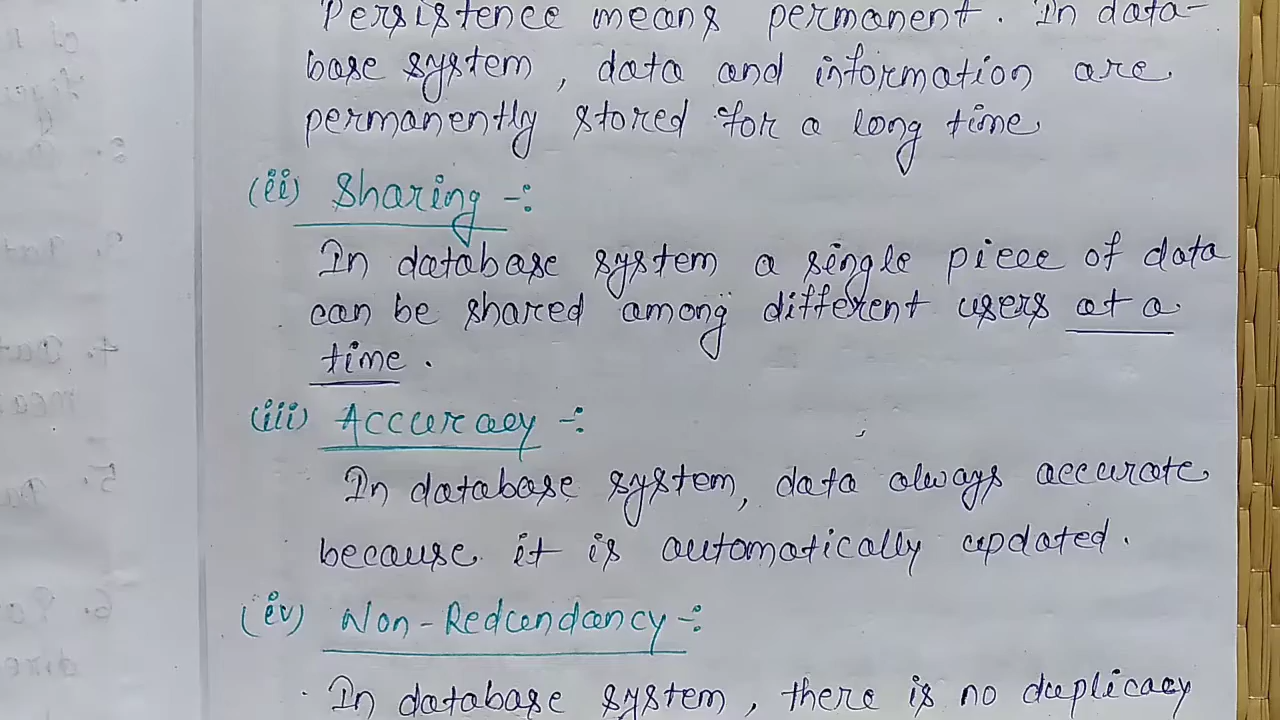 Persistence means permanent. In data-
base system, data and information are
permanently stored for a long time
(ii) Sharing -:
In database system a single piece of data
can be shared among different users at a
time.
(iii) Accuracy -:
In database system, data always accurate
because it is automatically updated.
(iv) Non-Redundancy -:
In database system, there is no duplicacy